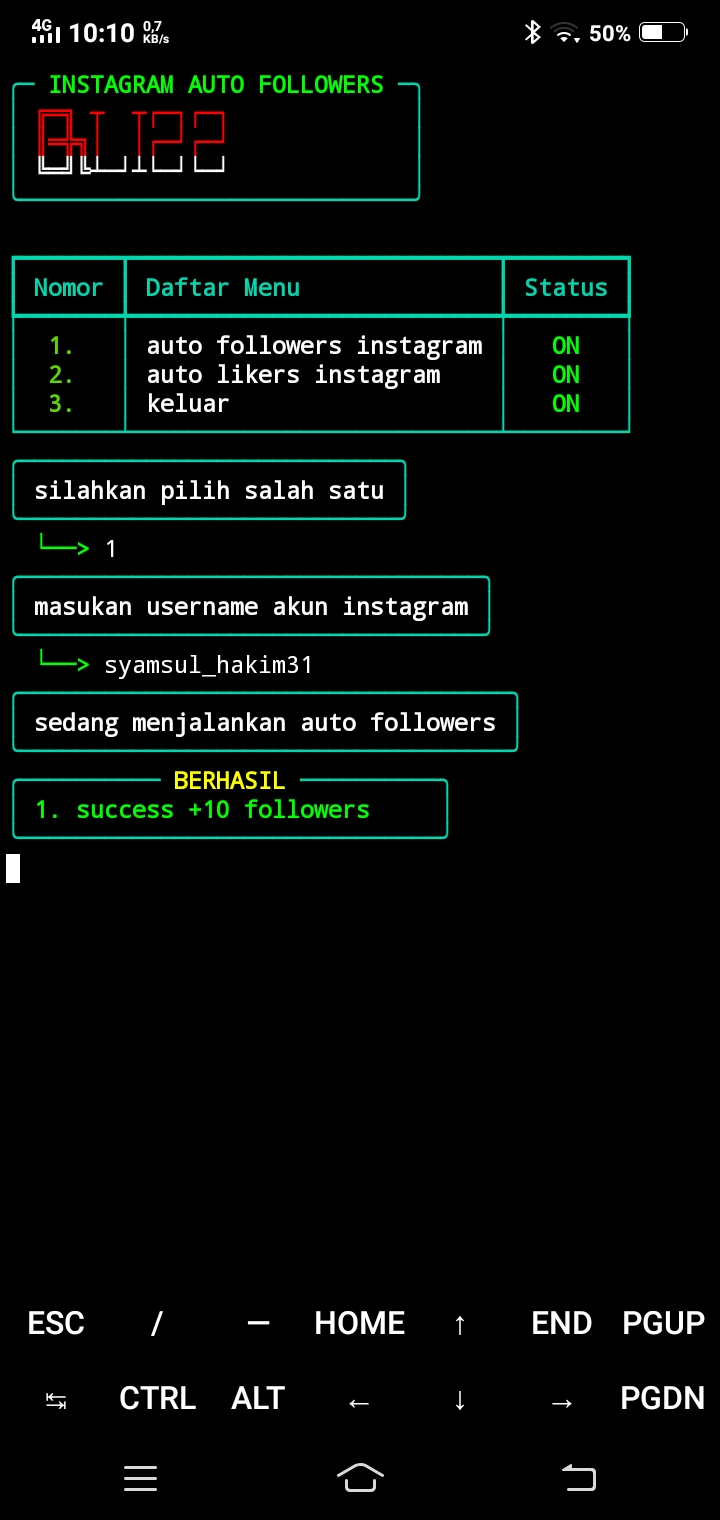 4G 10:10 0,7 KB/s 50%
INSTAGRAM AUTO FOLLOWERS
Nomor Daftar Menu Status
1. auto followers instagram ON
2. auto likers instagram ON
3. keluar ON
silahkan pilih salah satu
└──> 1
masukan username akun instagram
└──> syamsul_hakim31
sedang menjalankan auto followers
BERHASIL
1. success +10 followers
ESC / — HOME ↑ END PGUP
↹ CTRL ALT ← ↓ → PGDN